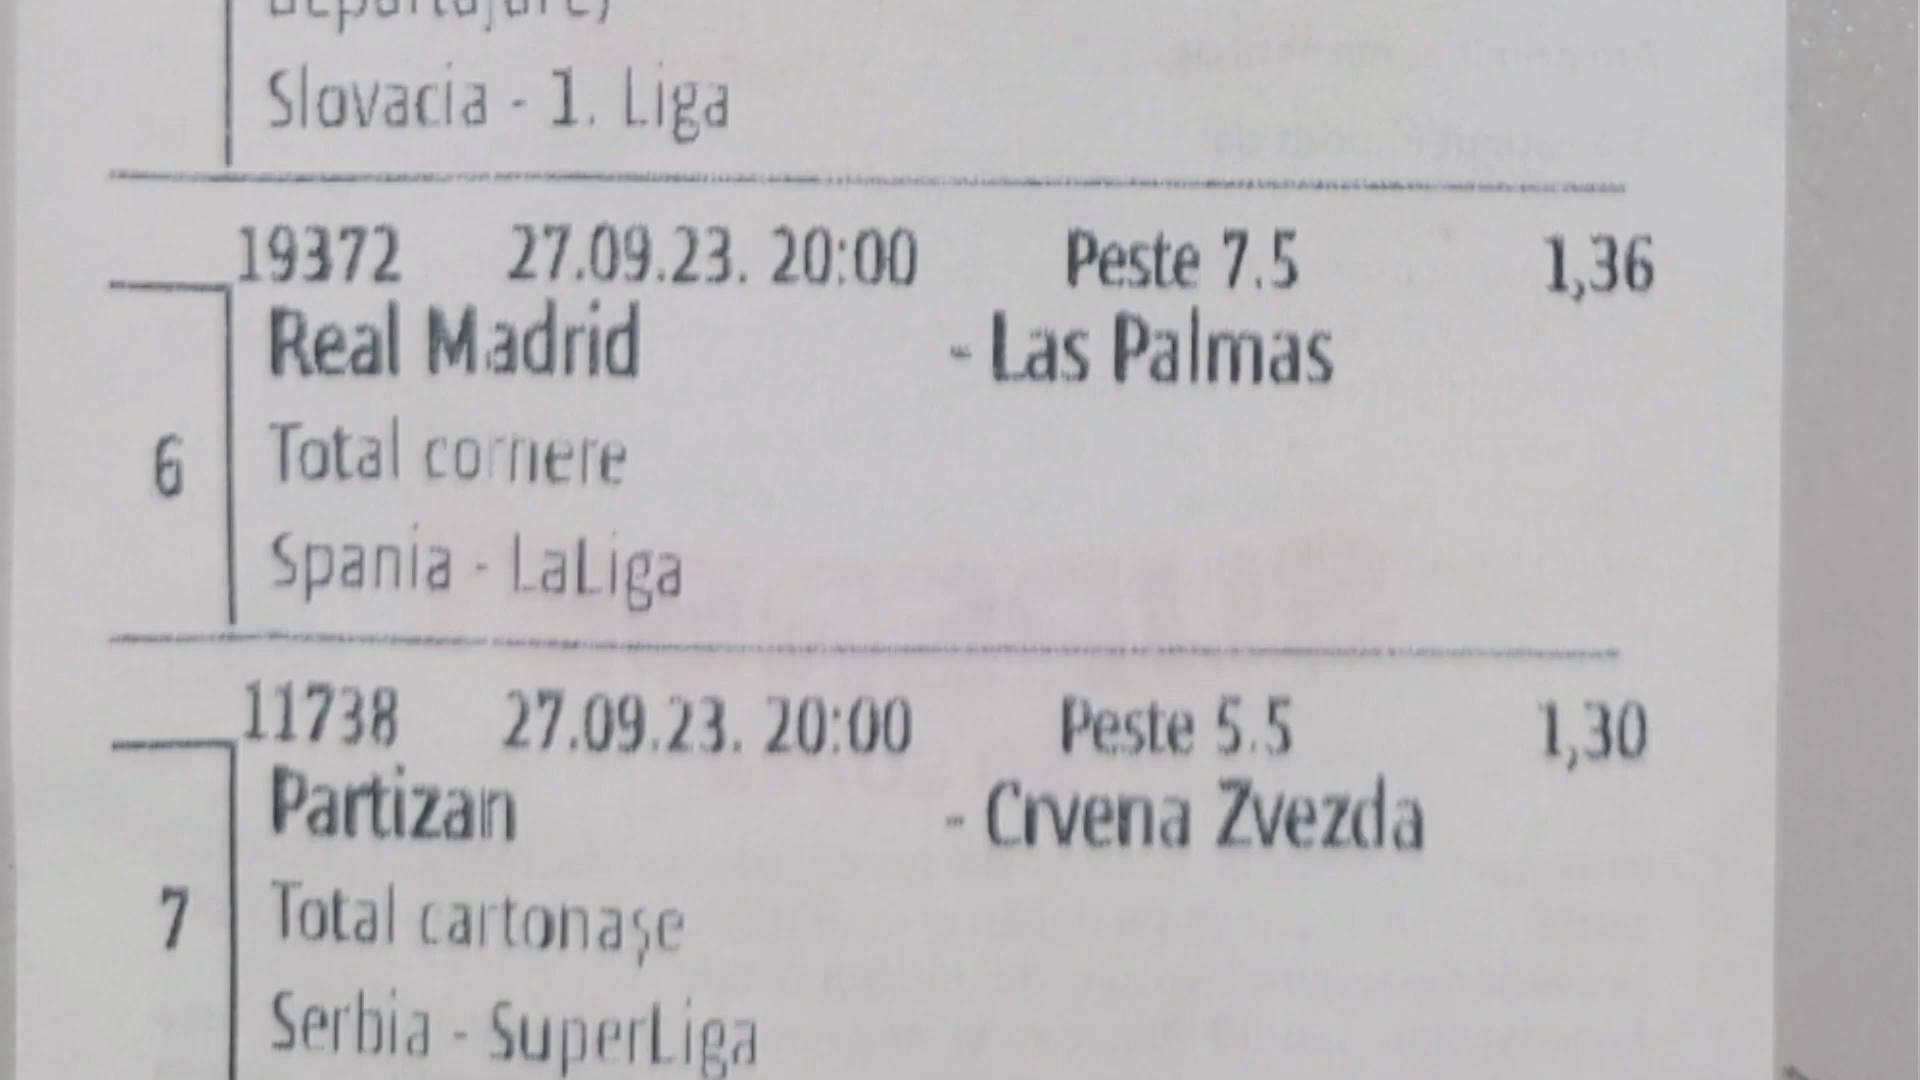 Slovacia - 1. Liga
19372 27.09.23. 20:00 Peste 7.5 1,36
Real Madrid - Las Palmas
6 Total cornere
Spania - LaLiga
11738 27.09.23. 20:00 Peste 5.5 1,30
Partizan - Crvena Zvezda
7 Total cartonașe
Serbia - SuperLiga